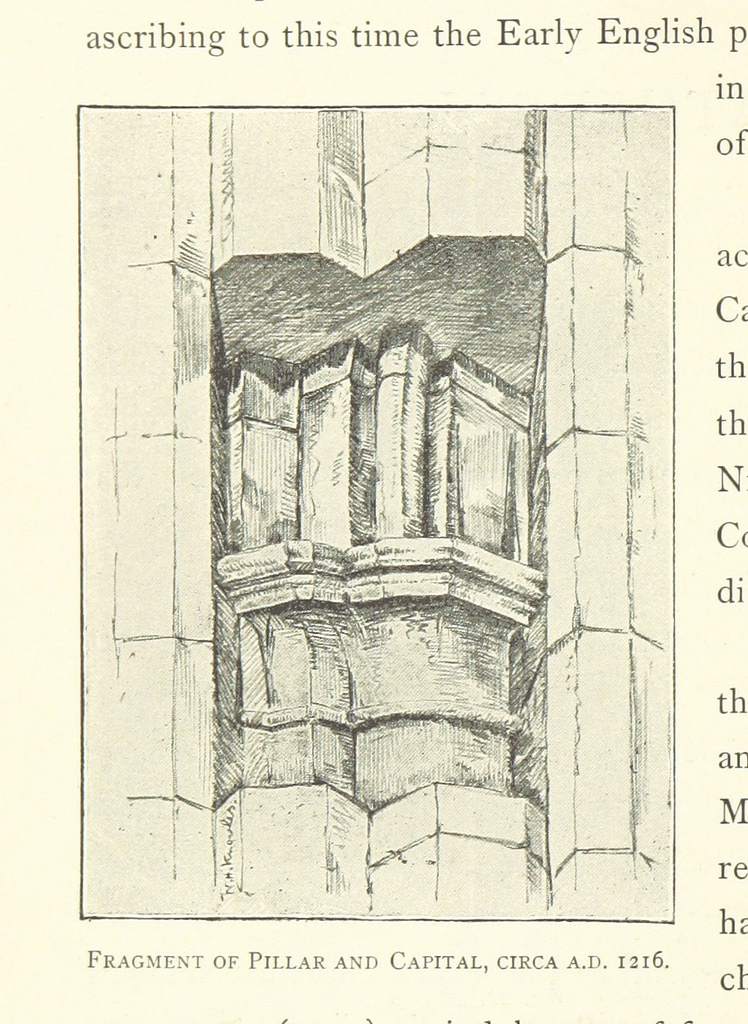 ascribing to this time the Early English p
in
of
ac
Ca
th
th
Ni
Co
di
th
an
M
re
ha
ch
W. H. Knowles.
FRAGMENT OF PILLAR AND CAPITAL, CIRCA A.D. 1216.